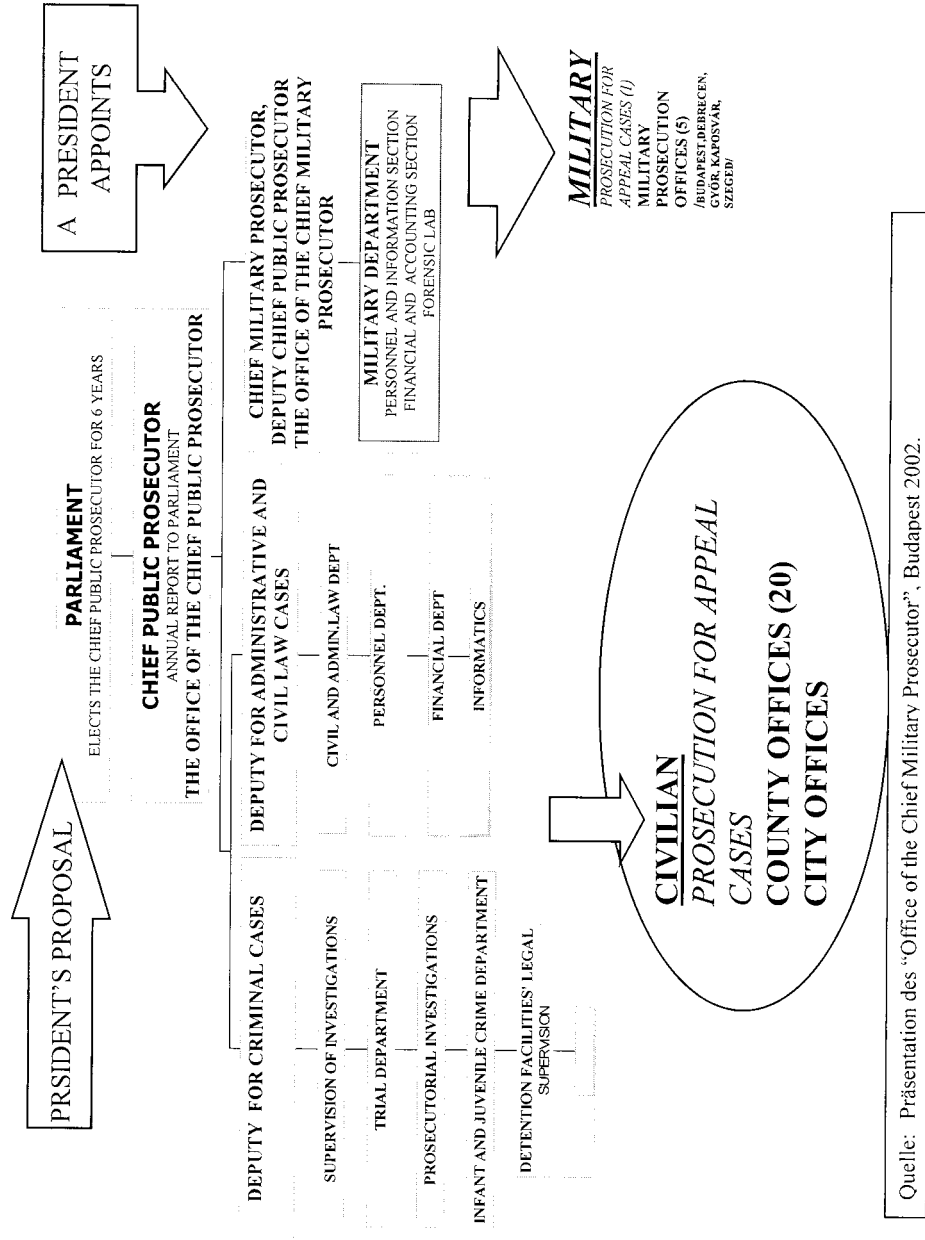 PRSIDENT'S PROPOSAL
PARLIAMENT
ELECTS THE CHIEF PUBLIC PROSECUTOR FOR 6 YEARS
A PRESIDENT
APPOINTS
CHIEF PUBLIC PROSECUTOR
ANNUAL REPORT TO PARLIAMENT
THE OFFICE OF THE CHIEF PUBLIC PROSECUTOR
DEPUTY FOR CRIMINAL CASES
SUPERVISION OF INVESTIGATIONS
TRIAL DEPARTMENT
PROSECUTORIAL INVESTIGATIONS
INFANT AND JUVENILE CRIME DEPARTMENT
DETENTION FACILITIES' LEGAL
SUPERVISION
DEPUTY FOR ADMINISTRATIVE AND
CIVIL LAW CASES
CIVIL AND ADMIN.LAW DEPT
PERSONNEL DEPT.
FINANCIAL DEPT
INFORMATICS
CHIEF MILITARY PROSECUTOR,
DEPUTY CHIEF PUBLIC PROSECUTOR
THE OFFICE OF THE CHIEF MILITARY
PROSECUTOR
MILITARY DEPARTMENT
PERSONNEL AND INFORMATION SECTION
FINANCIAL AND ACCOUNTING SECTION
FORENSIC LAB
CIVILIAN
PROSECUTION FOR APPEAL
CASES
COUNTY OFFICES (20)
CITY OFFICES
MILITARY
PROSECUTION FOR
APPEAL CASES (1)
MILITARY
PROSECUTION
OFFICES (5)
/BUDAPEST,DEBRECEN,
GYŐR, KAPOSVÁR,
SZEGED/
Quelle: Präsentation des "Office of the Chief Military Prosecutor", Budapest 2002.